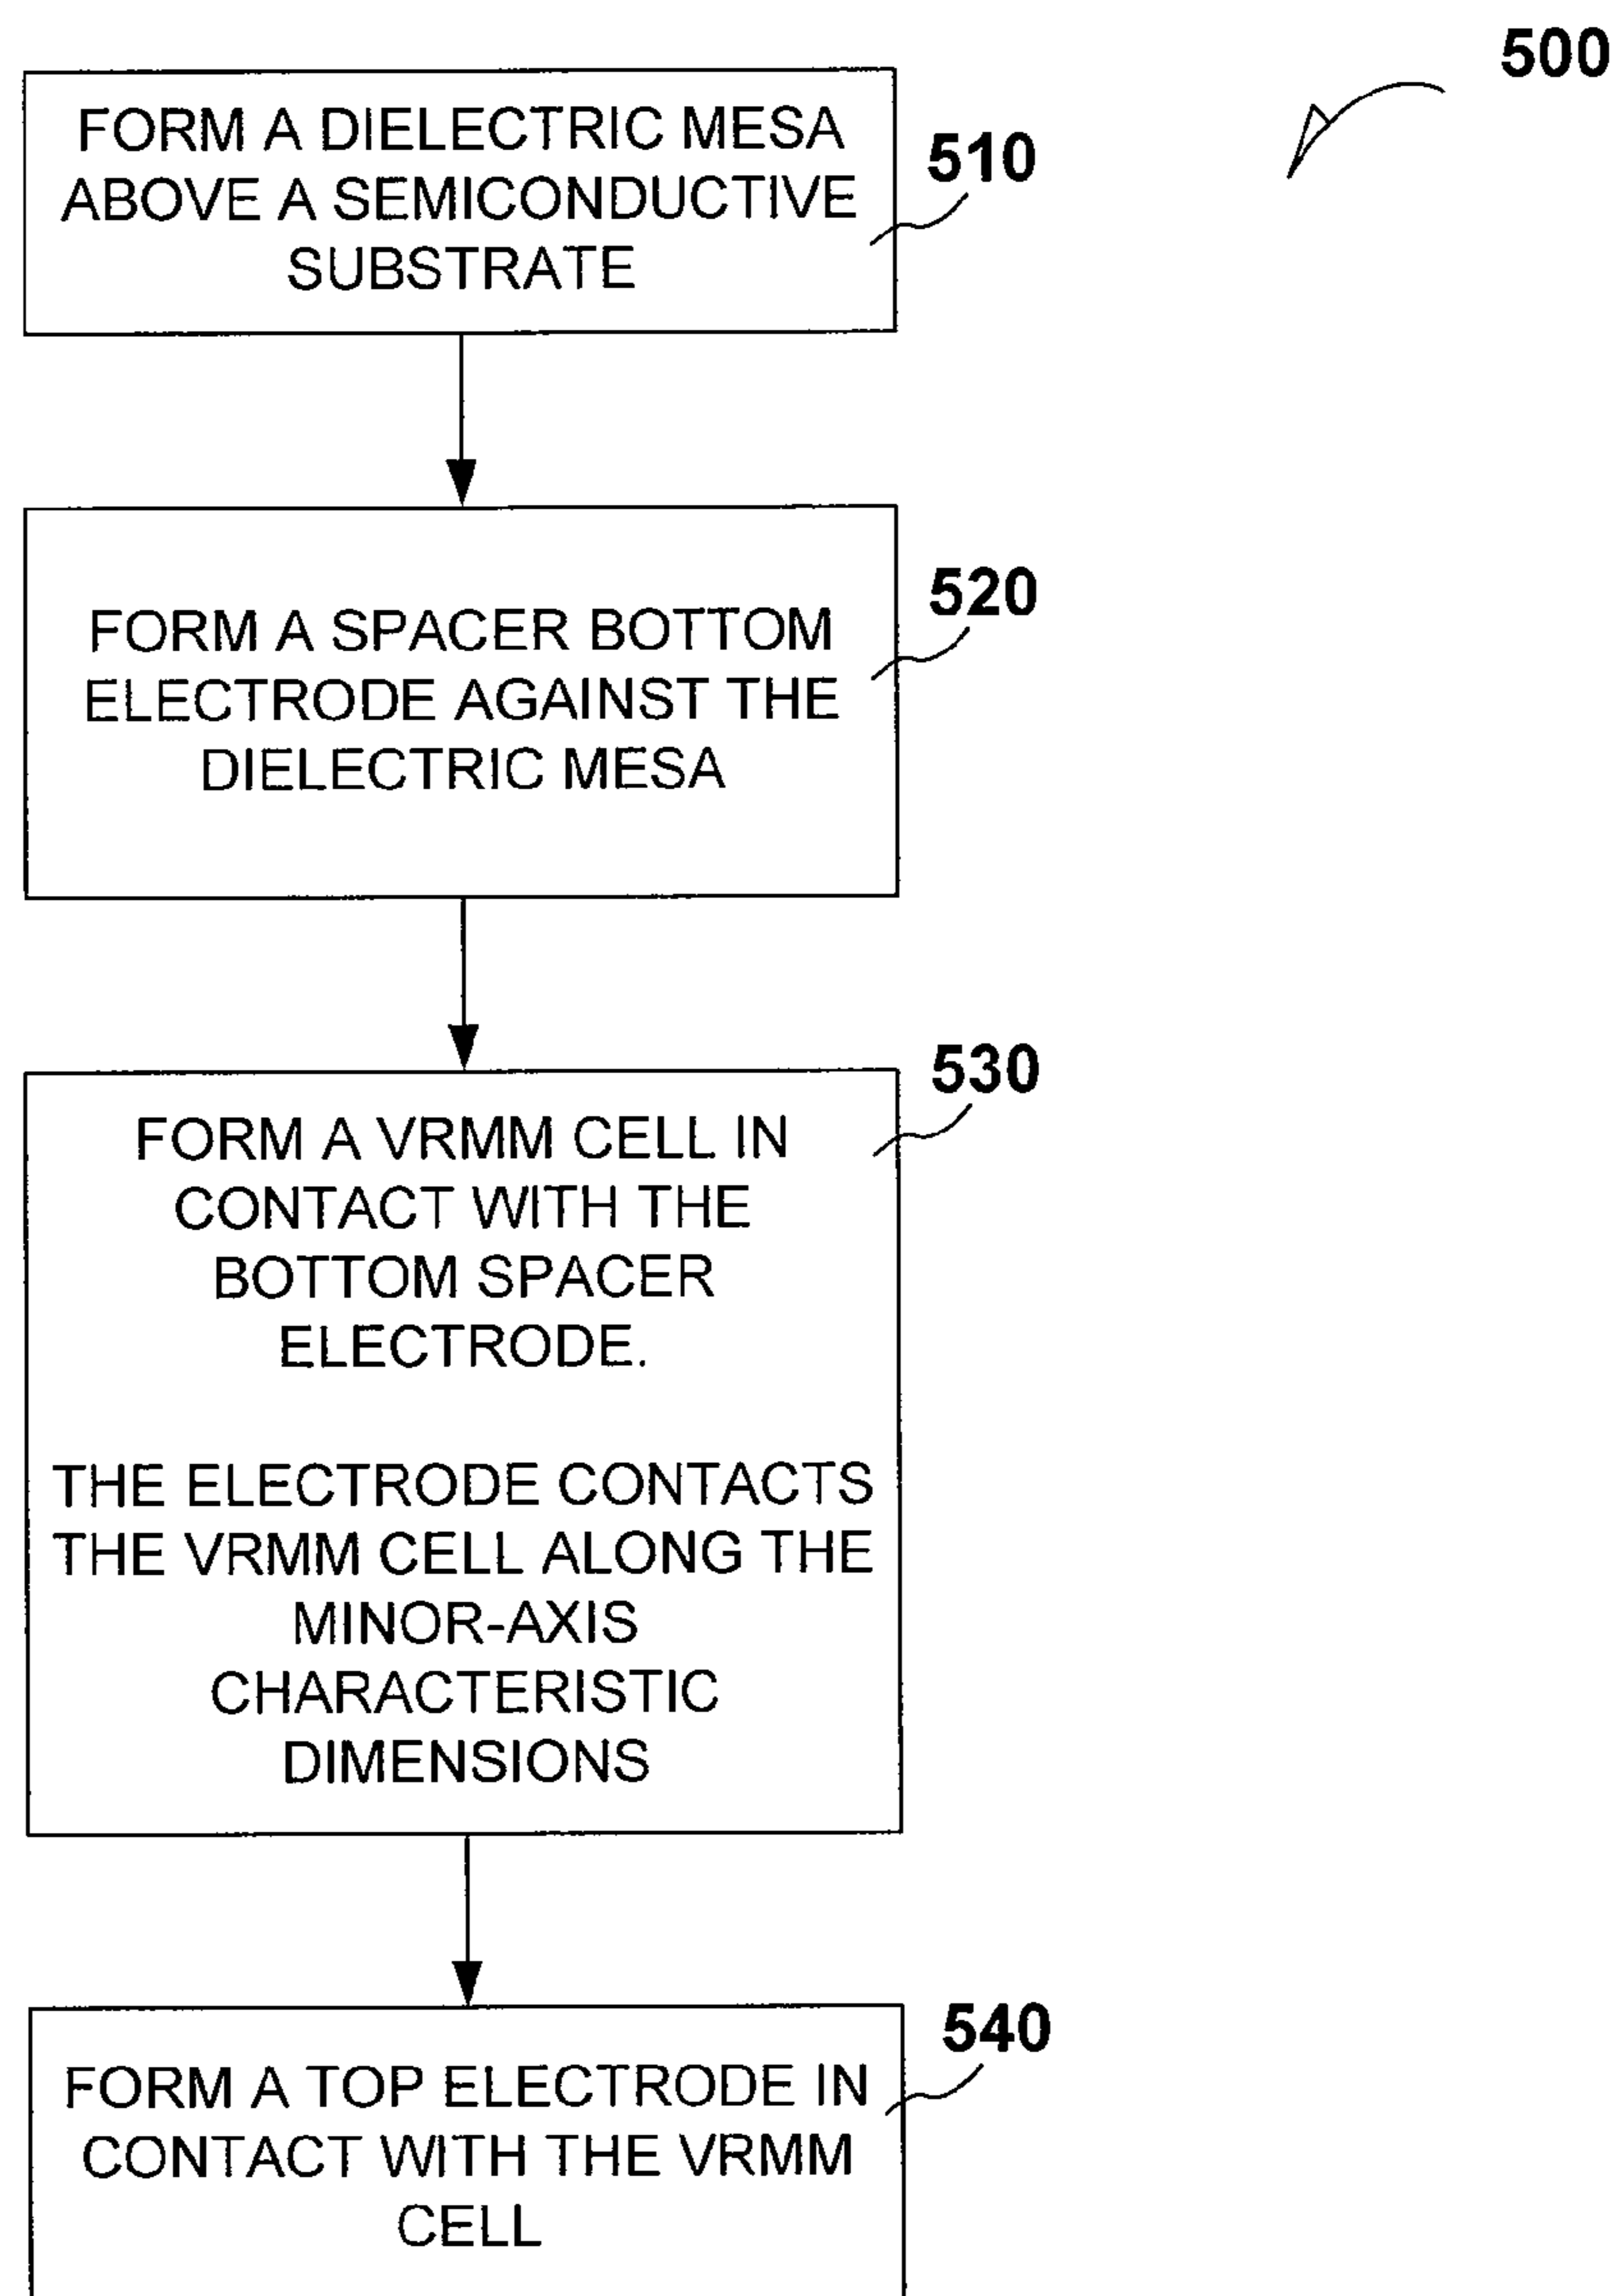 500
FORM A DIELECTRIC MESA
ABOVE A SEMICONDUCTIVE
SUBSTRATE
510
FORM A SPACER BOTTOM
ELECTRODE AGAINST THE
DIELECTRIC MESA
520
FORM A VRMM CELL IN
CONTACT WITH THE
BOTTOM SPACER
ELECTRODE.
THE ELECTRODE CONTACTS
THE VRMM CELL ALONG THE
MINOR-AXIS
CHARACTERISTIC
DIMENSIONS
530
FORM A TOP ELECTRODE IN
CONTACT WITH THE VRMM
CELL
540